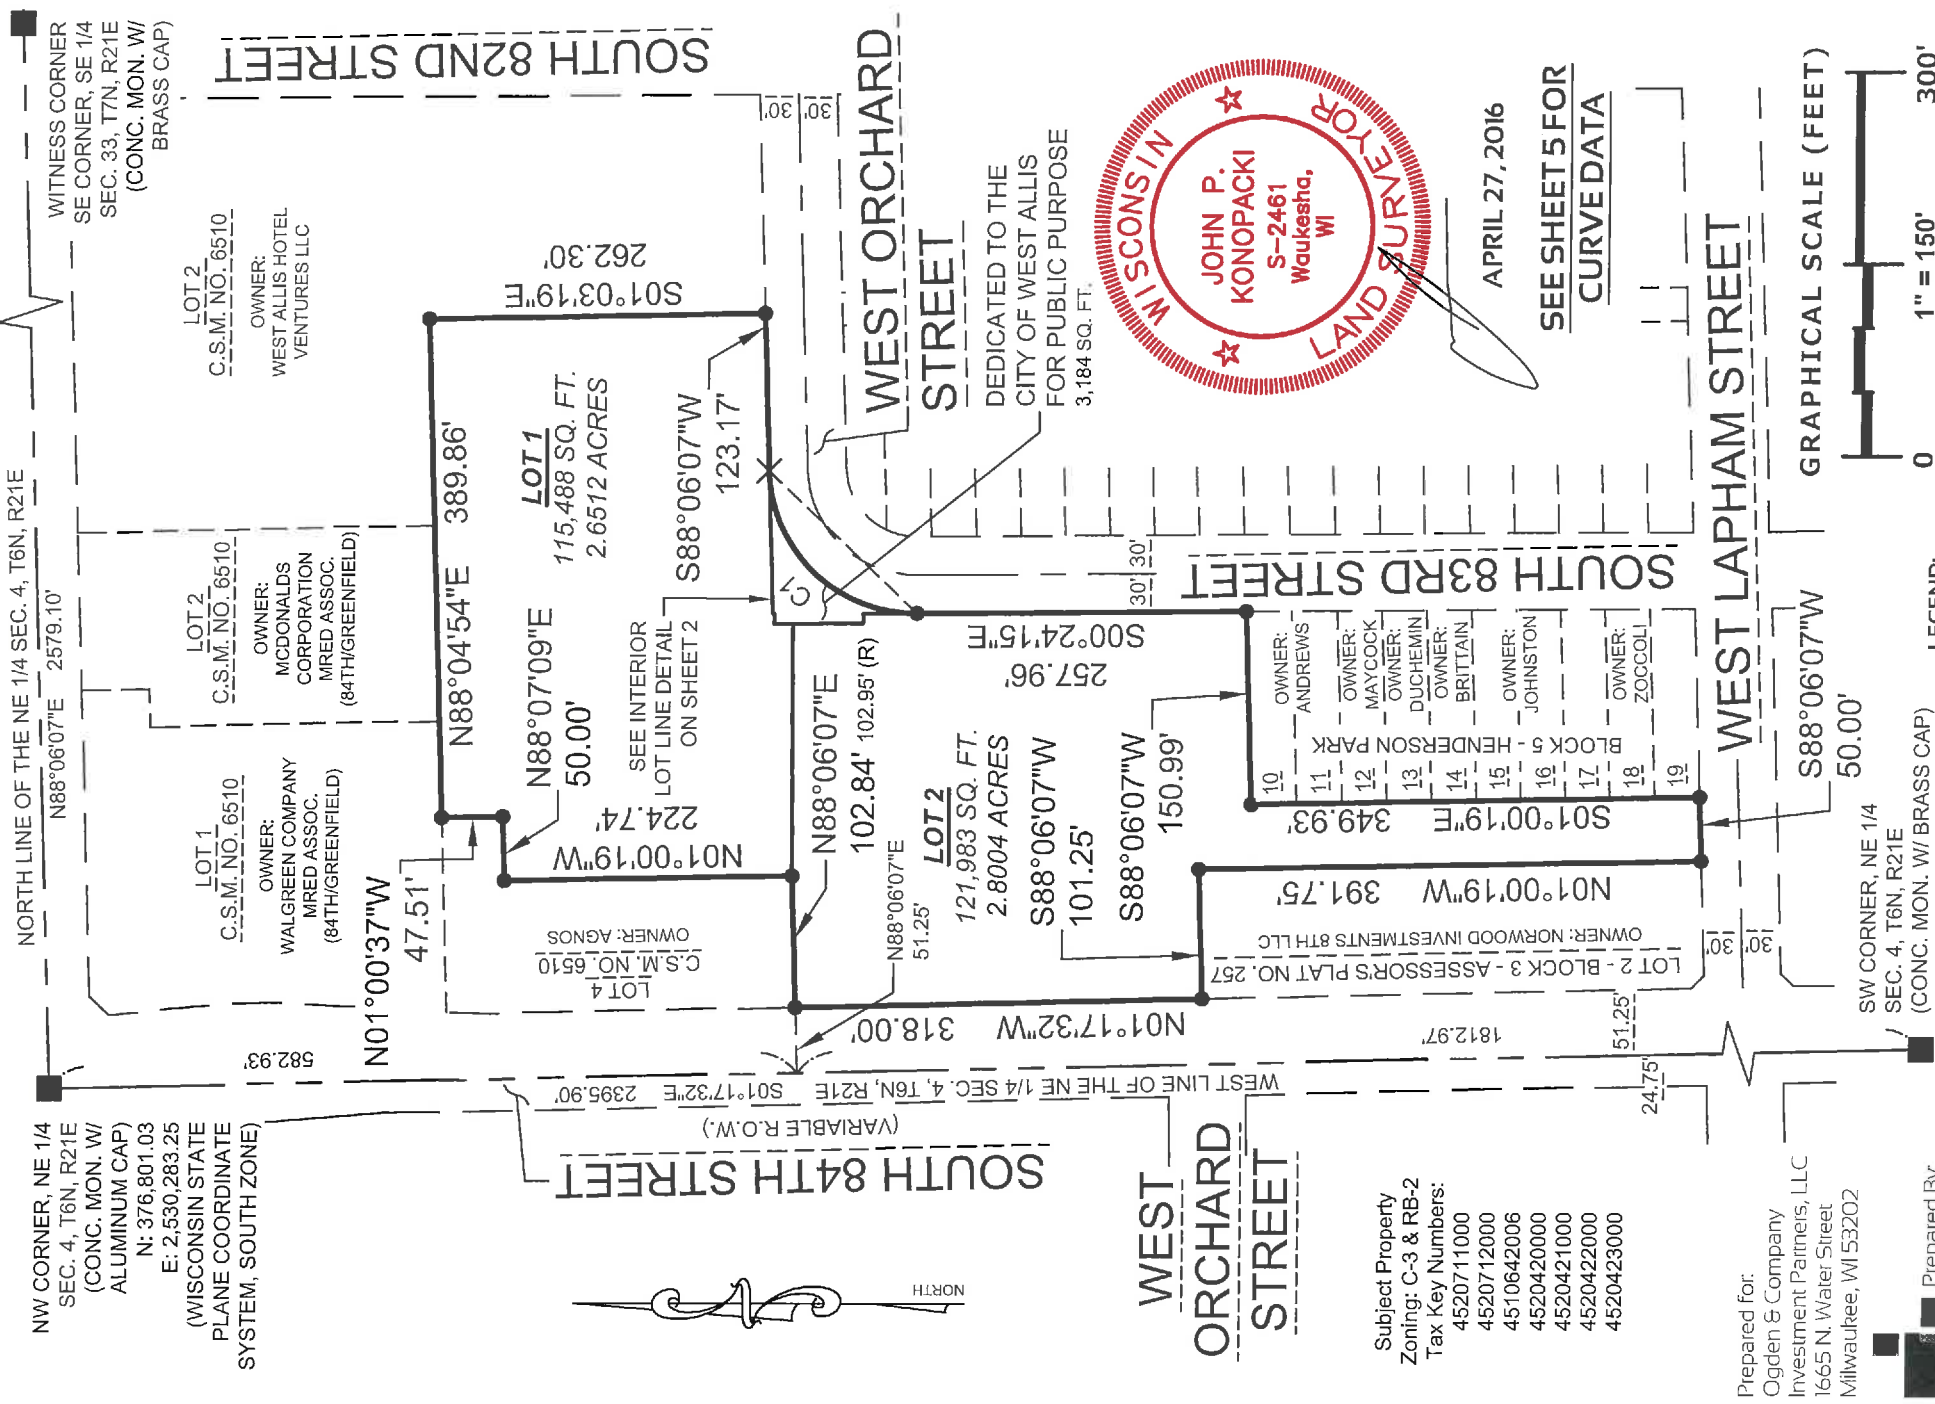 NORTH LINE OF THE NE 1/4 SEC. 4, T6N, R21E
N88°06'07"E 2579.10'
WITNESS CORNER
SE CORNER, SE 1/4
SEC. 33, T7N, R21E
(CONC. MON. W/
BRASS CAP)
NW CORNER, NE 1/4
SEC. 4, T6N, R21E
(CONC. MON. W/
ALUMINUM CAP)
N: 376,801.03
E: 2,530,283.25
(WISCONSIN STATE
PLANE COORDINATE
SYSTEM, SOUTH ZONE)
582.93'
LOT 1
C.S.M. NO. 6510
OWNER:
WALGREEN COMPANY
MRED ASSOC.
(84TH/GREENFIELD)
LOT 2
C.S.M. NO. 6510
OWNER:
MCDONALDS
CORPORATION
MRED ASSOC.
(84TH/GREENFIELD)
LOT 2
C.S.M. NO. 6510
OWNER:
WEST ALLIS HOTEL
VENTURES LLC
SOUTH 82ND STREET
N01°00'37"W
47.51'
N88°04'54"E 389.86'
S01°03'19"E
262.30'
N88°07'09"E
50.00'
LOT 1
115,488 SQ. FT.
2.6512 ACRES
N01°00'19"W
224.74'
SEE INTERIOR
LOT LINE DETAIL
ON SHEET 2
S88°06'07"W
123.17'
30'
30'
LOT 4
C.S.M. NO. 6510
OWNER: AGNOS
C7
N88°06'07"E
102.84' 102.95' (R)
WEST ORCHARD
STREET
N88°06'07"E
51.25'
DEDICATED TO THE
CITY OF WEST ALLIS
FOR PUBLIC PURPOSE
3,184 SQ. FT.
LOT 2
121,983 SQ. FT.
2.8004 ACRES
S00°24'15"E
257.96'
30'
30'
N01°17'32"W 318.00'
S88°06'07"W
101.25'
S88°06'07"W
150.99'
SOUTH 83RD STREET
WEST LINE OF THE NE 1/4 SEC. 4, T6N, R21E S01°17'32"E 2395.90'
(VARIABLE R.O.W.)
SOUTH 84TH STREET
WEST
ORCHARD
STREET
1812.97'
51.25'
24.75'
LOT 2 - BLOCK 3 - ASSESSOR'S PLAT NO. 257
OWNER: NORWOOD INVESTMENTS 8TH LLC
N01°00'19"W 391.75'
S01°00'19"E 349.93'
BLOCK 5 - HENDERSON PARK
10
11
12
13
14
15
16
17
18
19
OWNER:
ANDREWS
OWNER:
MAYCOCK
OWNER:
DUCHEMIN
OWNER:
BRITTAIN
OWNER:
JOHNSTON
OWNER:
ZOCCOLI
30'
30'
WEST LAPHAM STREET
S88°06'07"W
50.00'
SW CORNER, NE 1/4
SEC. 4, T6N, R21E
(CONC. MON. W/ BRASS CAP)
WISCONSIN
JOHN P.
KONOPACKI
S-2461
Waukesha,
WI
LAND SURVEYOR
APRIL 27, 2016
SEE SHEET 5 FOR
CURVE DATA
GRAPHICAL SCALE (FEET)
0 1" = 150' 300'
NORTH
Subject Property
Zoning: C-3 & RB-2
Tax Key Numbers:
4520711000
4520712000
4510642006
4520420000
4520421000
4520422000
4520423000
Prepared for:
Ogden & Company
Investment Partners, LLC
1665 N. Water Street
Milwaukee, WI 53202
Prepared By:
LEGEND: